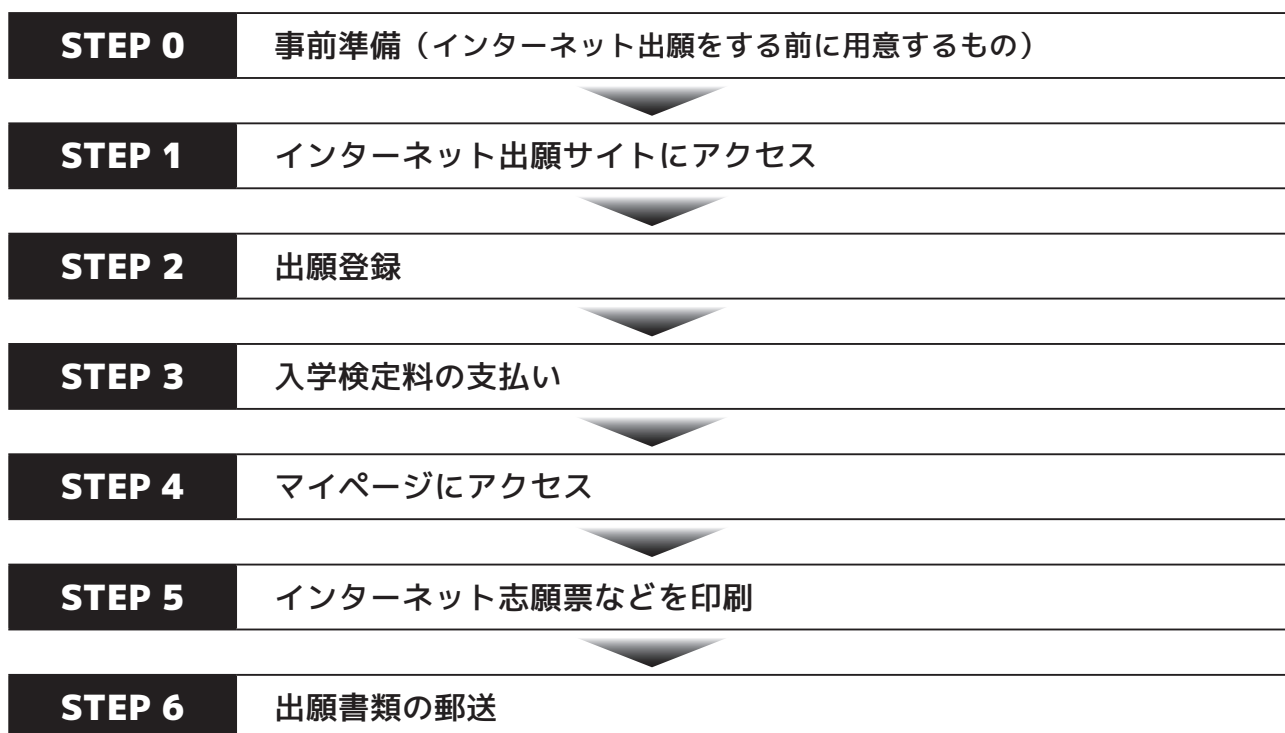 STEP 0 事前準備（インターネット出願をする前に用意するもの）
STEP 1 インターネット出願サイトにアクセス
STEP 2 出願登録
STEP 3 入学検定料の支払い
STEP 4 マイページにアクセス
STEP 5 インターネット志願票などを印刷
STEP 6 出願書類の郵送